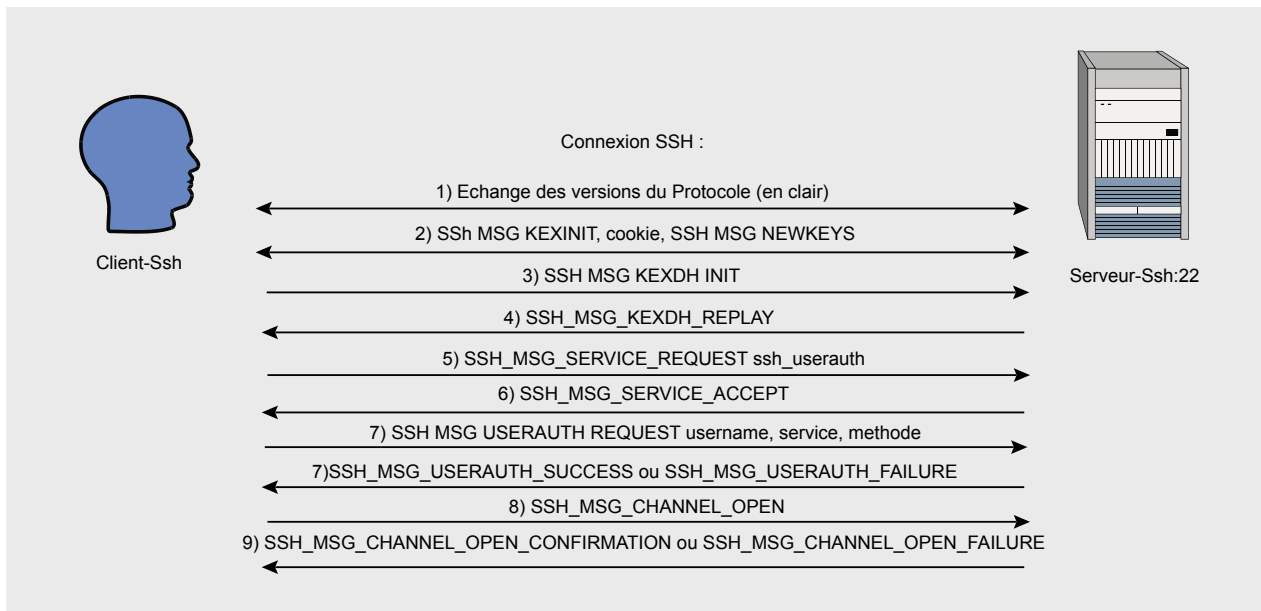 Connexion SSH :
1) Echange des versions du Protocole (en clair)
2) SSh MSG KEXINIT, cookie, SSH MSG NEWKEYS
Client-Ssh
Serveur-Ssh:22
3) SSH MSG KEXDH INIT
4) SSH_MSG_KEXDH_REPLAY
5) SSH_MSG_SERVICE_REQUEST ssh_userauth
6) SSH_MSG_SERVICE_ACCEPT
7) SSH MSG USERAUTH REQUEST username, service, methode
7)SSH_MSG_USERAUTH_SUCCESS ou SSH_MSG_USERAUTH_FAILURE
8) SSH_MSG_CHANNEL_OPEN
9) SSH_MSG_CHANNEL_OPEN_CONFIRMATION ou SSH_MSG_CHANNEL_OPEN_FAILURE